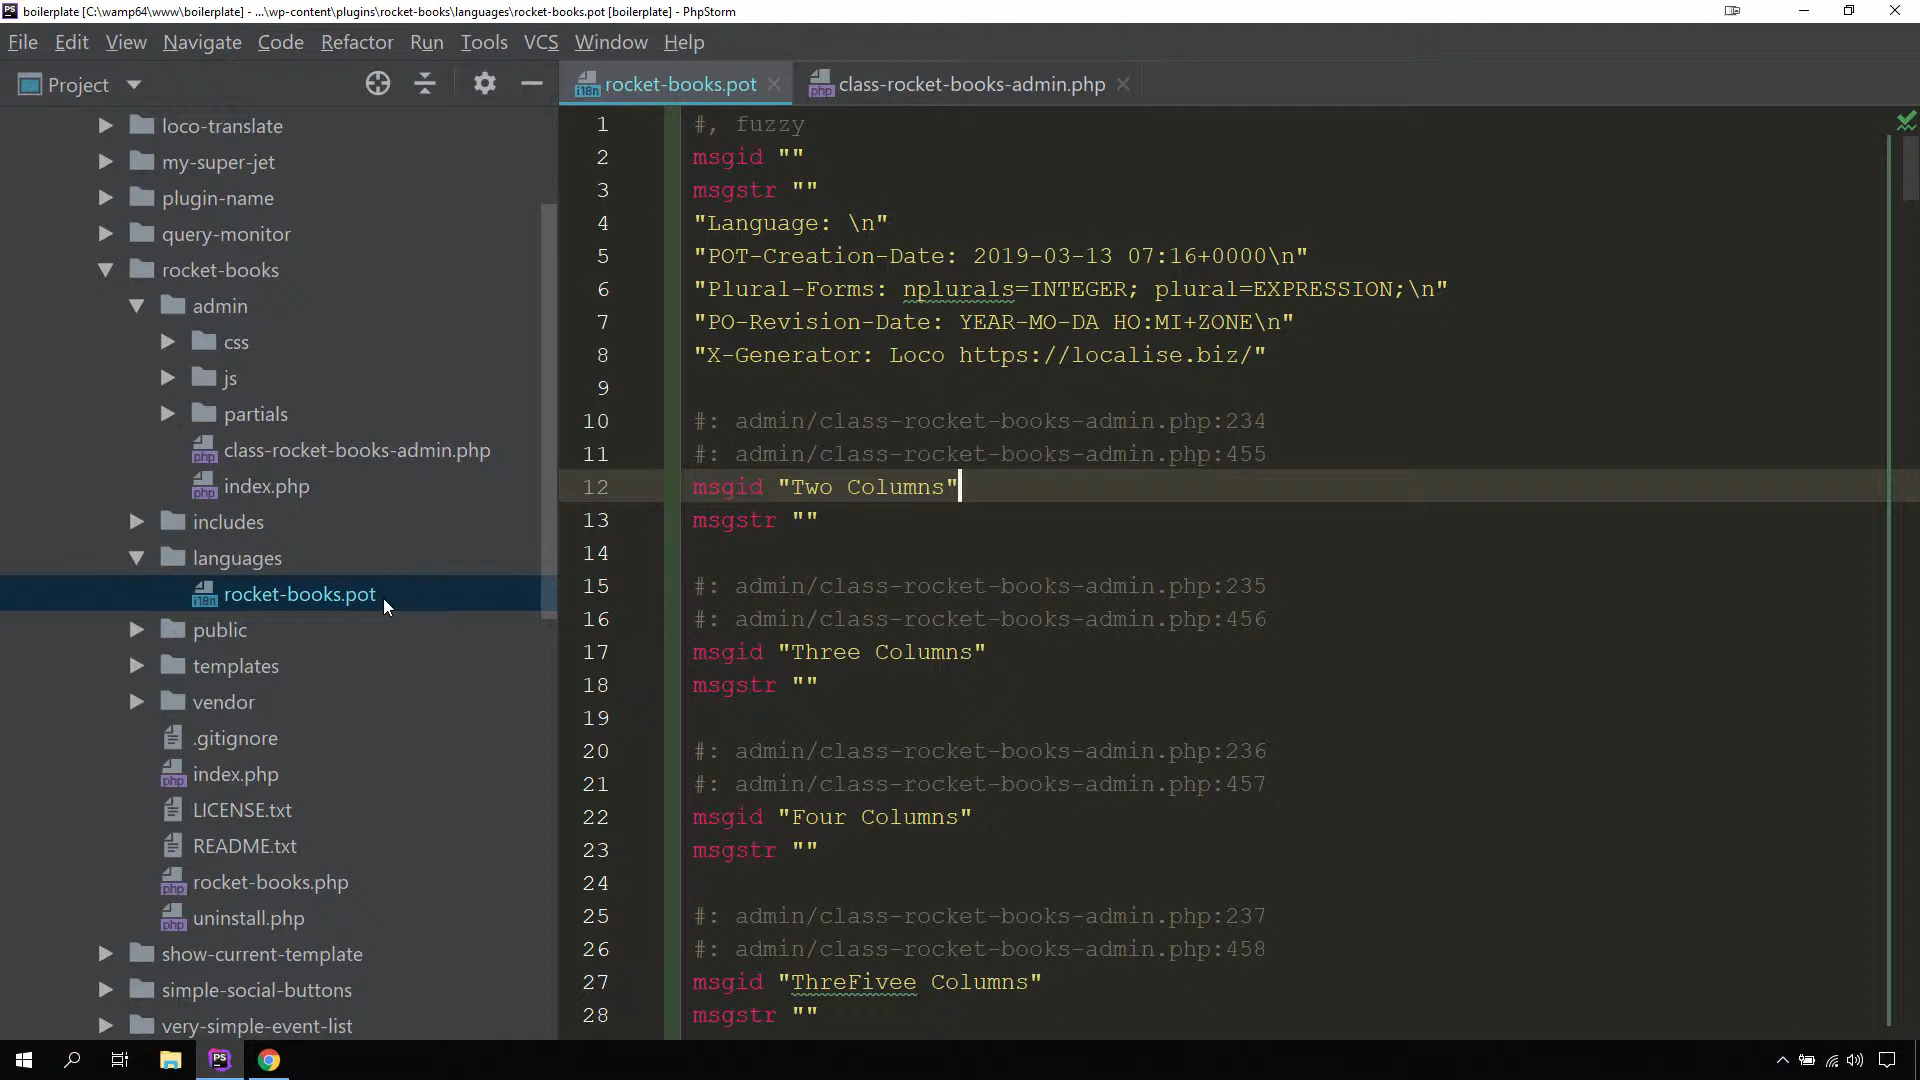 boilerplate [C:\wamp64\www\boilerplate] - ...\wp-content\plugins\rocket-books\languages\rocket-books.pot [boilerplate] - PhpStorm
File Edit View Navigate Code Refactor Run Tools VCS Window Help
Project
rocket-books.pot
class-rocket-books-admin.php
loco-translate
my-super-jet
plugin-name
query-monitor
rocket-books
admin
css
js
partials
class-rocket-books-admin.php
index.php
includes
languages
rocket-books.pot
public
templates
vendor
.gitignore
index.php
LICENSE.txt
README.txt
rocket-books.php
uninstall.php
show-current-template
simple-social-buttons
very-simple-event-list
1 #, fuzzy
2 msgid ""
3 msgstr ""
4 "Language: \n"
5 "POT-Creation-Date: 2019-03-13 07:16+0000\n"
6 "Plural-Forms: nplurals=INTEGER; plural=EXPRESSION;\n"
7 "PO-Revision-Date: YEAR-MO-DA HO:MI+ZONE\n"
8 "X-Generator: Loco https://localise.biz/"
9
10 #: admin/class-rocket-books-admin.php:234
11 #: admin/class-rocket-books-admin.php:455
12 msgid "Two Columns"
13 msgstr ""
14
15 #: admin/class-rocket-books-admin.php:235
16 #: admin/class-rocket-books-admin.php:456
17 msgid "Three Columns"
18 msgstr ""
19
20 #: admin/class-rocket-books-admin.php:236
21 #: admin/class-rocket-books-admin.php:457
22 msgid "Four Columns"
23 msgstr ""
24
25 #: admin/class-rocket-books-admin.php:237
26 #: admin/class-rocket-books-admin.php:458
27 msgid "ThreFivee Columns"
28 msgstr ""